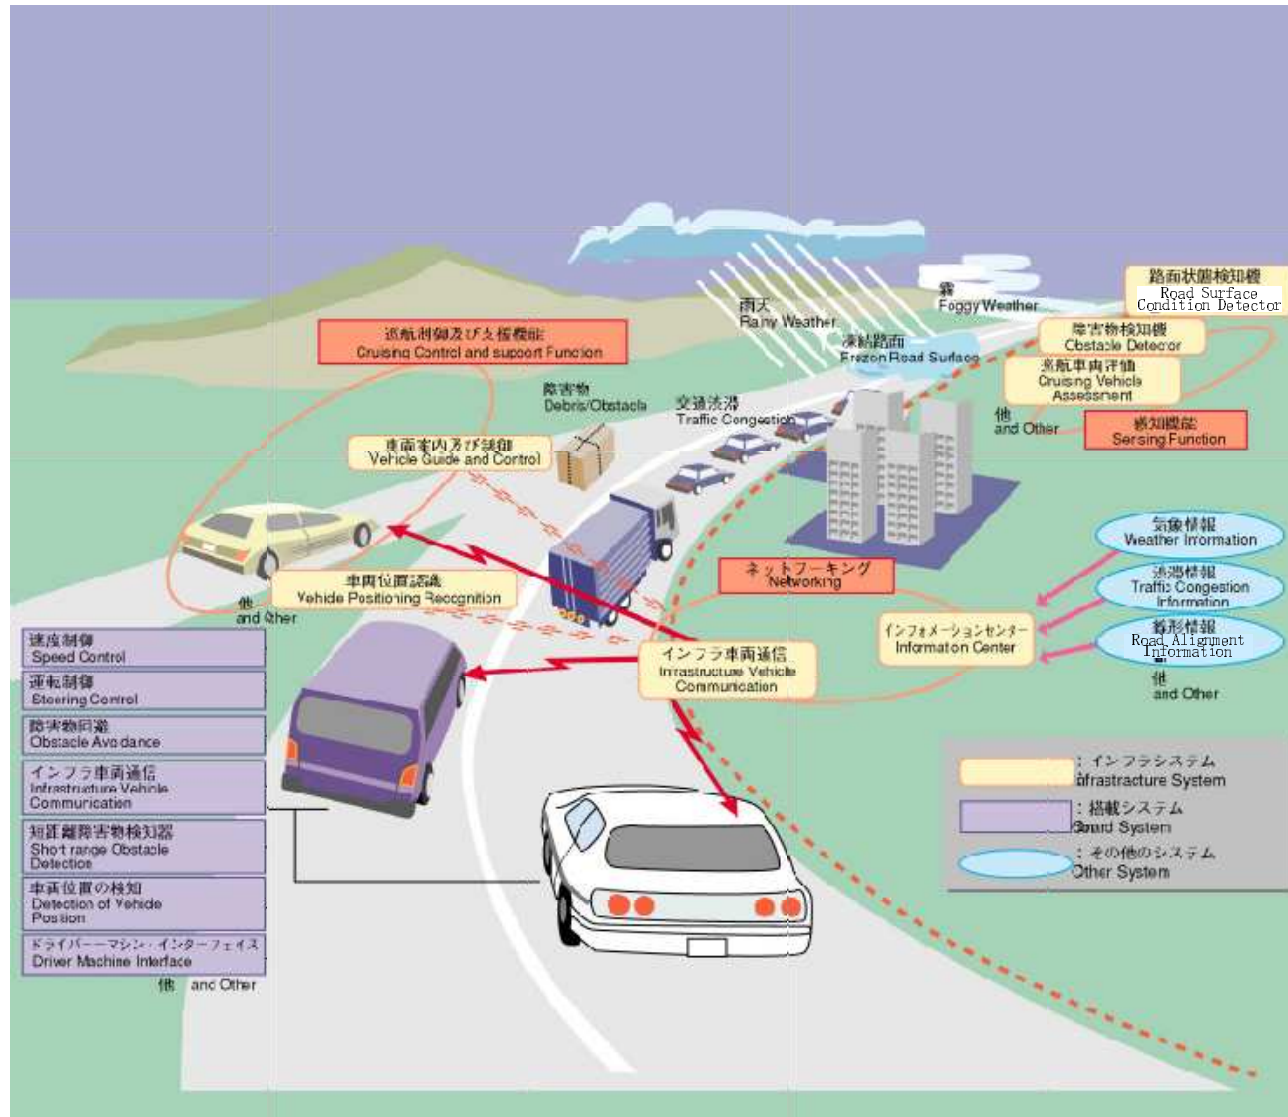 路面状態検知機
Road Surface
Condition Detector
霧
Foggy Weather
雨天
Rainy Weather
障害物検知機
Obstacle Detector
巡航制御及び支援機能
Cruising Control and support Function
凍結路面
Frezon Road Surface
巡航車両評価
Cruising Vehicle
Assessment
障害物
Debris/Obstacle
交通渋滞
Traffic Congestion
他
and Other
感知機能
Sensing Function
車両案内及び制御
Vehicle Guide and Control
気象情報
Weather Information
ネットワーキング
Networking
渋滞情報
Traffic Congestion
Information
車両位置認識
Vehicle Positioning Recognition
他
and Other
インフォメーションセンター
Information Center
線形情報
Road Alignment
Information
他
and Other
インフラ車両通信
Infrastructure Vehicle
Communication
速度制御
Speed Control
運転制御
Steering Control
障害物回避
Obstacle Avoidance
インフラ車両通信
Infrastructure Vehicle
Communication
短距離障害物検知器
Short range Obstacle
Detection
車両位置の検知
Detection of Vehicle
Position
ドライバーーマシン・インターフェイス
Driver Machine Interface
他 and Other
：インフラシステム
nfrastracture System
：搭載システム
Board System
：その他のシステム
Other System